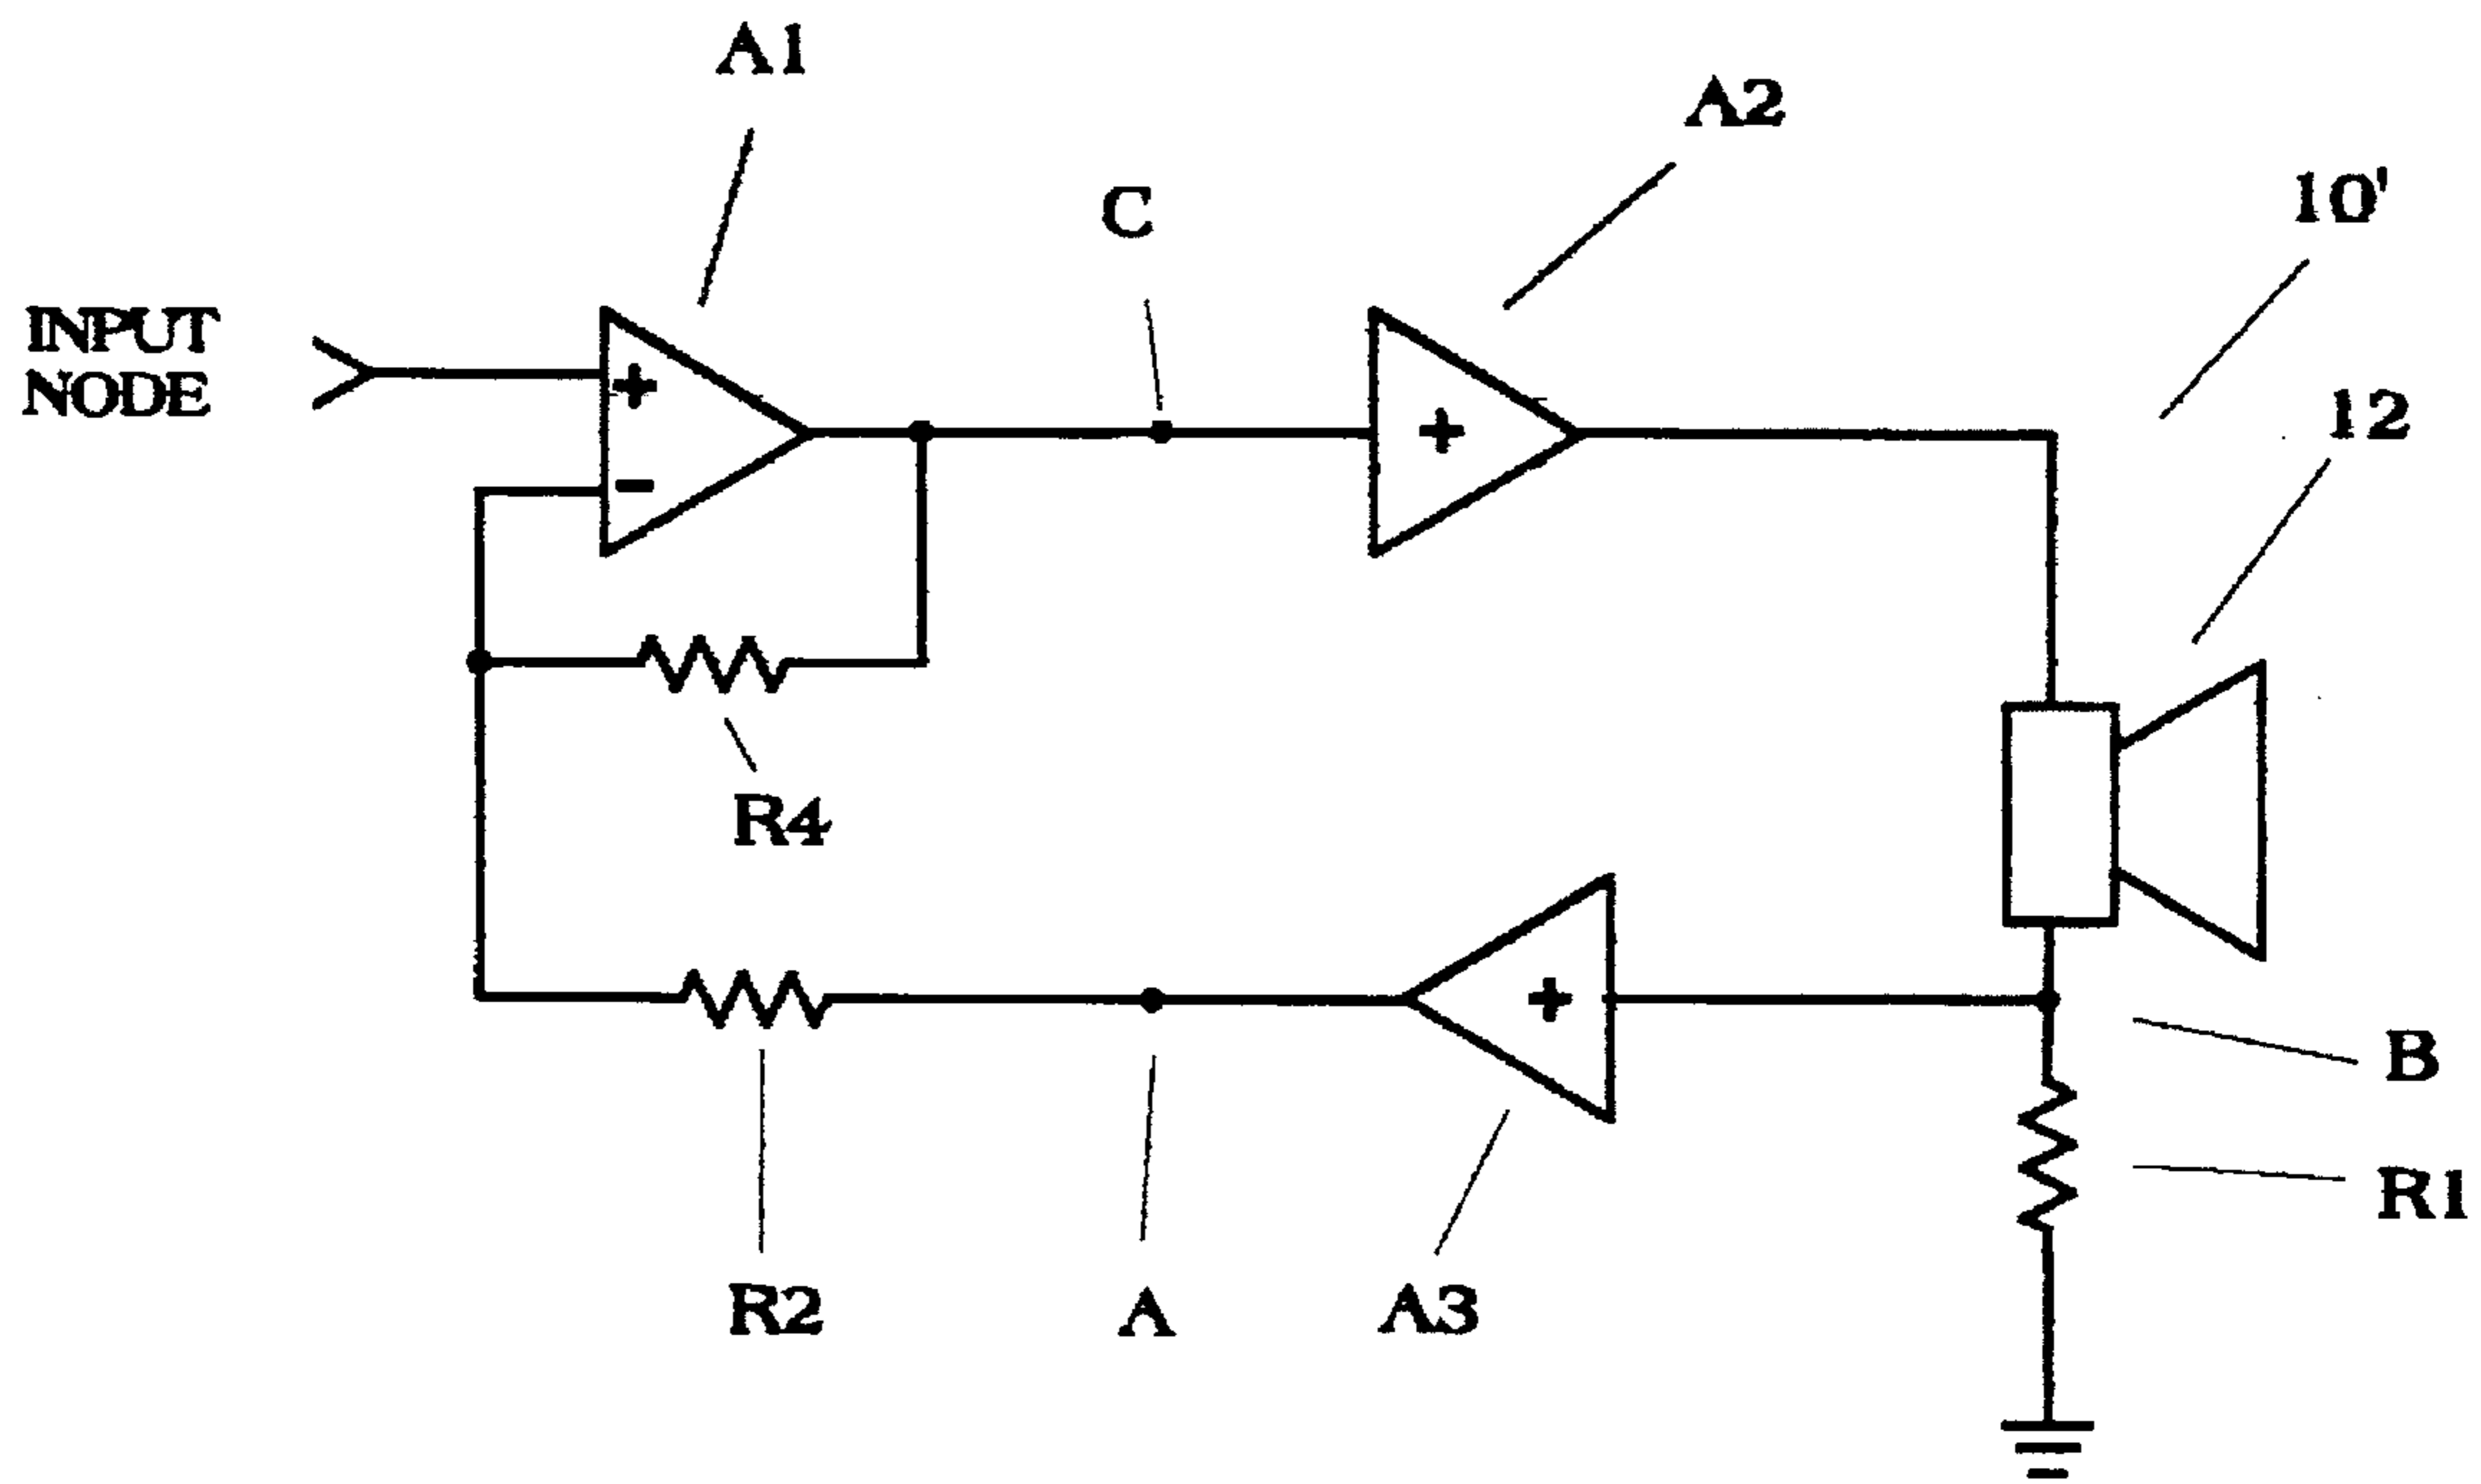 A1
A2
C
10'
INPUT
NODE
+
+
12
-
R4
+
B
R1
R2
A
A3